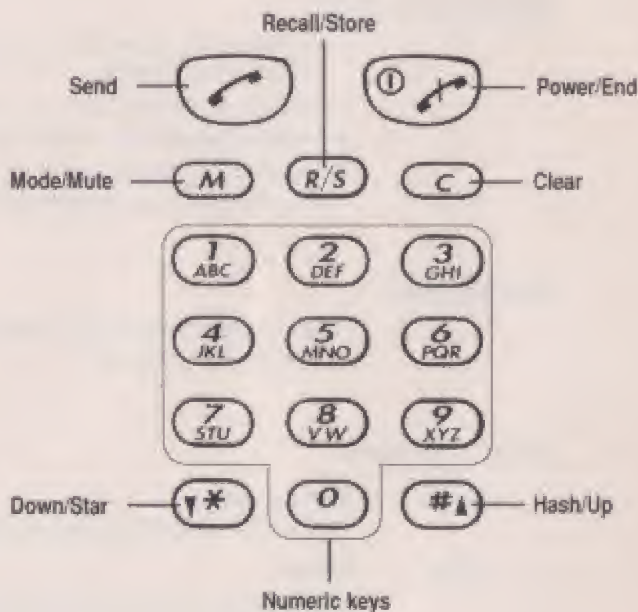 Recall/Store
Send
Power/End
Mode/Mute
M
R/S
C
Clear
1
ABC
2
DEF
3
GHI
4
JKL
5
MNO
6
PQR
7
STU
8
VW
9
XYZ
Down/Star
*
0
#
Hash/Up
Numeric keys